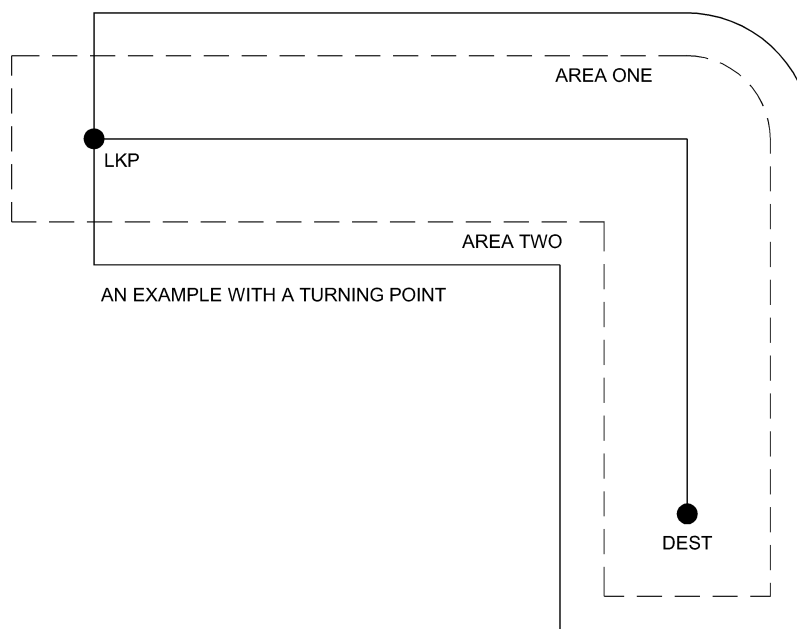 AREA ONE
LKP
AREA TWO
AN EXAMPLE WITH A TURNING POINT
DEST